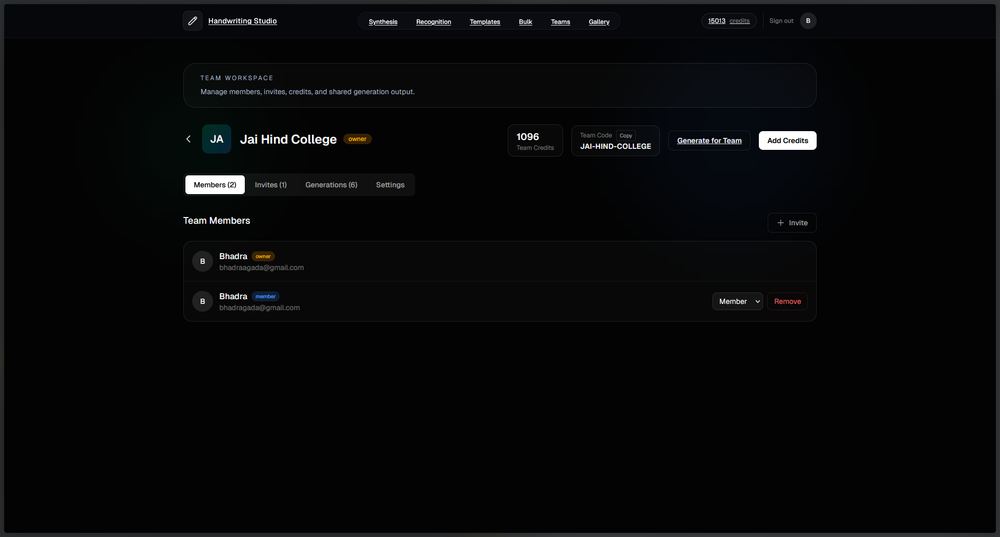 Handwriting Studio
Synthesis Recognition Templates Bulk Teams Gallery
15013 credits Sign out B
TEAM WORKSPACE
Manage members, invites, credits, and shared generation output.
JA Jai Hind College owner
1096
Team Credits
Team Code Copy
JAI-HIND-COLLEGE
Generate for Team
Add Credits
Members (2) Invites (1) Generations (6) Settings
Team Members
Invite
B
Bhadra owner
bhadraagada@gmail.com
B
Bhadra member
bhadragada@gmail.com
Member Remove